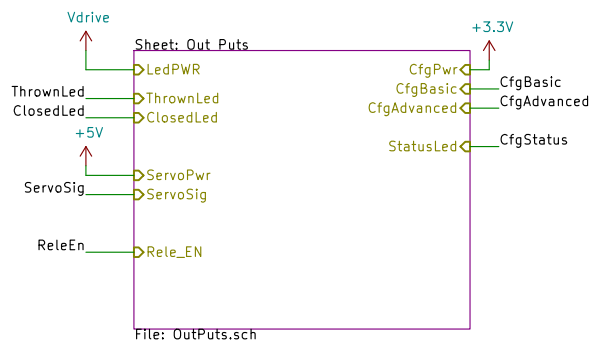 Vdrive
+3.3V
Sheet: Out Puts
LedPWR
CfgPwr
ThrownLed
ThrownLed
CfgBasic
CfgBasic
ClosedLed
ClosedLed
CfgAdvanced
CfgAdvanced
+5V
StatusLed
CfgStatus
ServoPwr
ServoSig
ServoSig
ReleEn
Rele_EN
File: OutPuts.sch